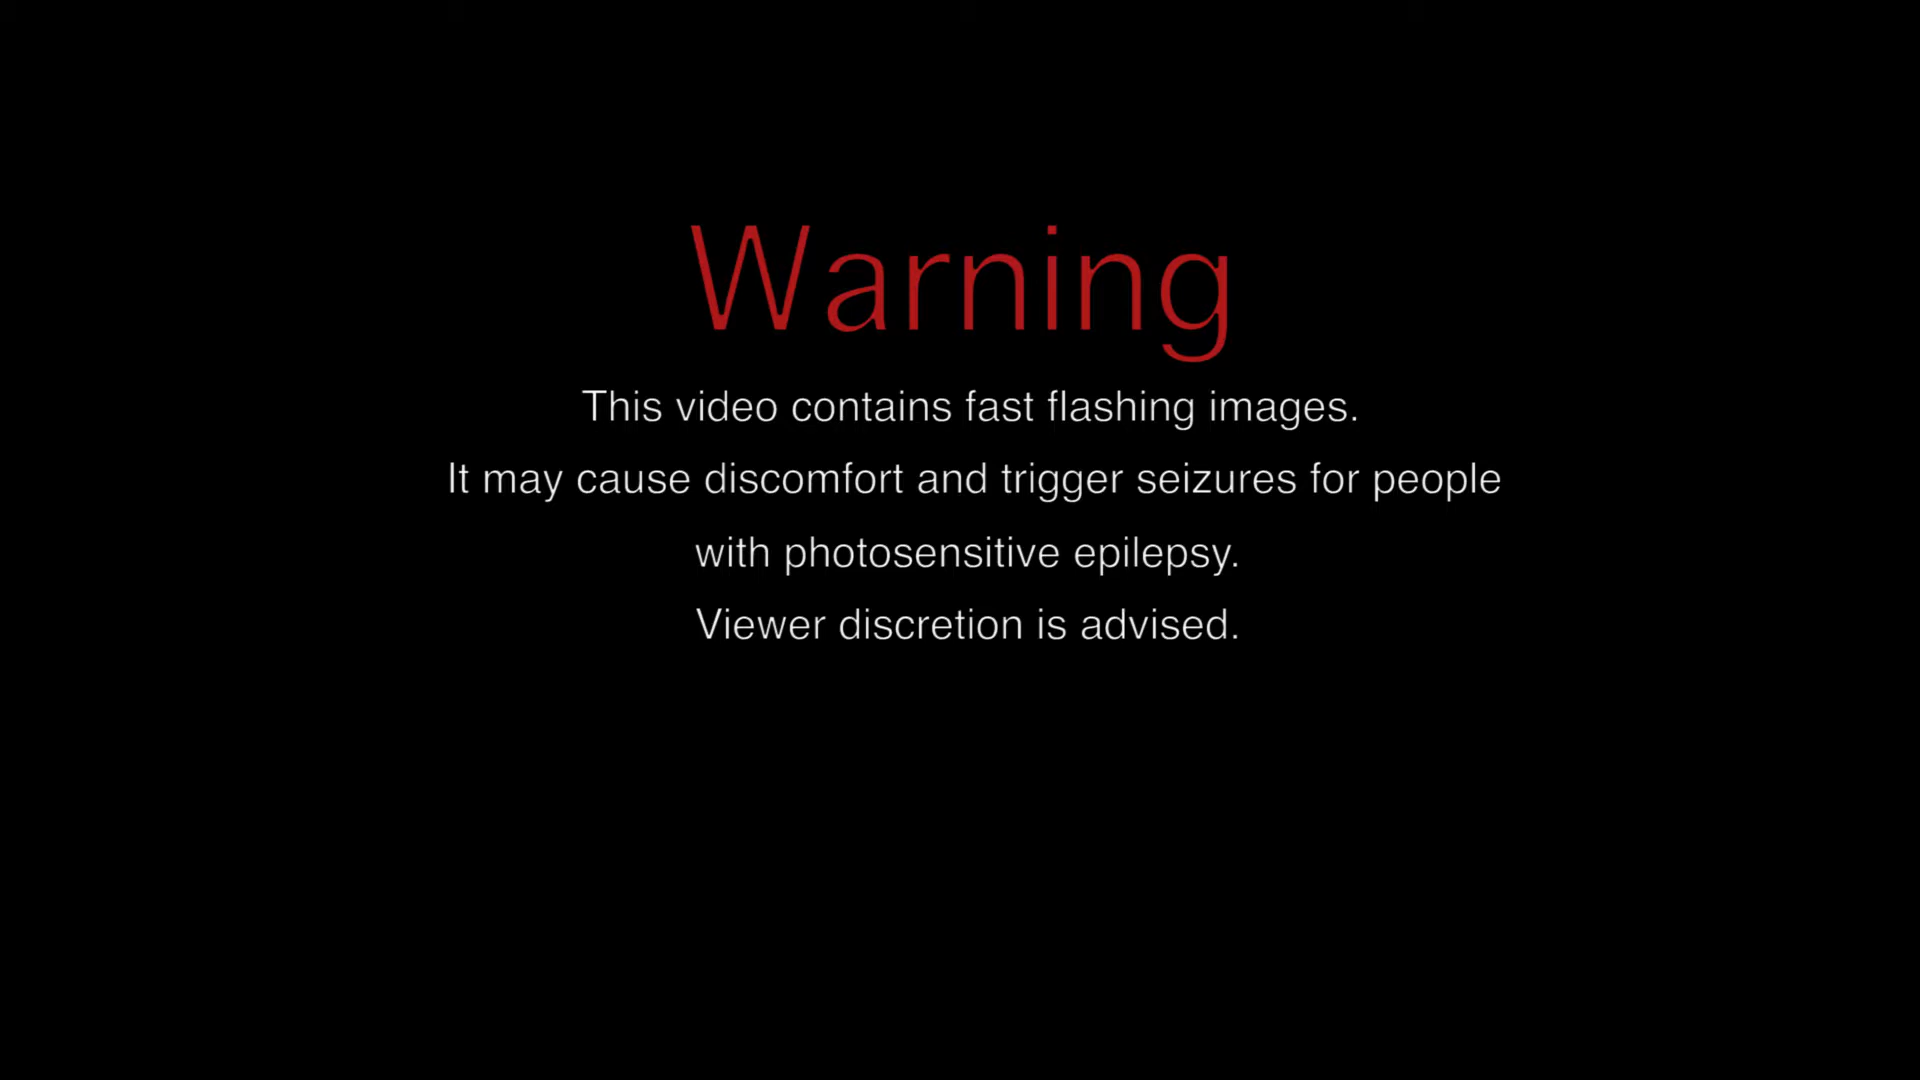 Warning
This video contains fast flashing images.
It may cause discomfort and trigger seizures for people
with photosensitive epilepsy.
Viewer discretion is advised.